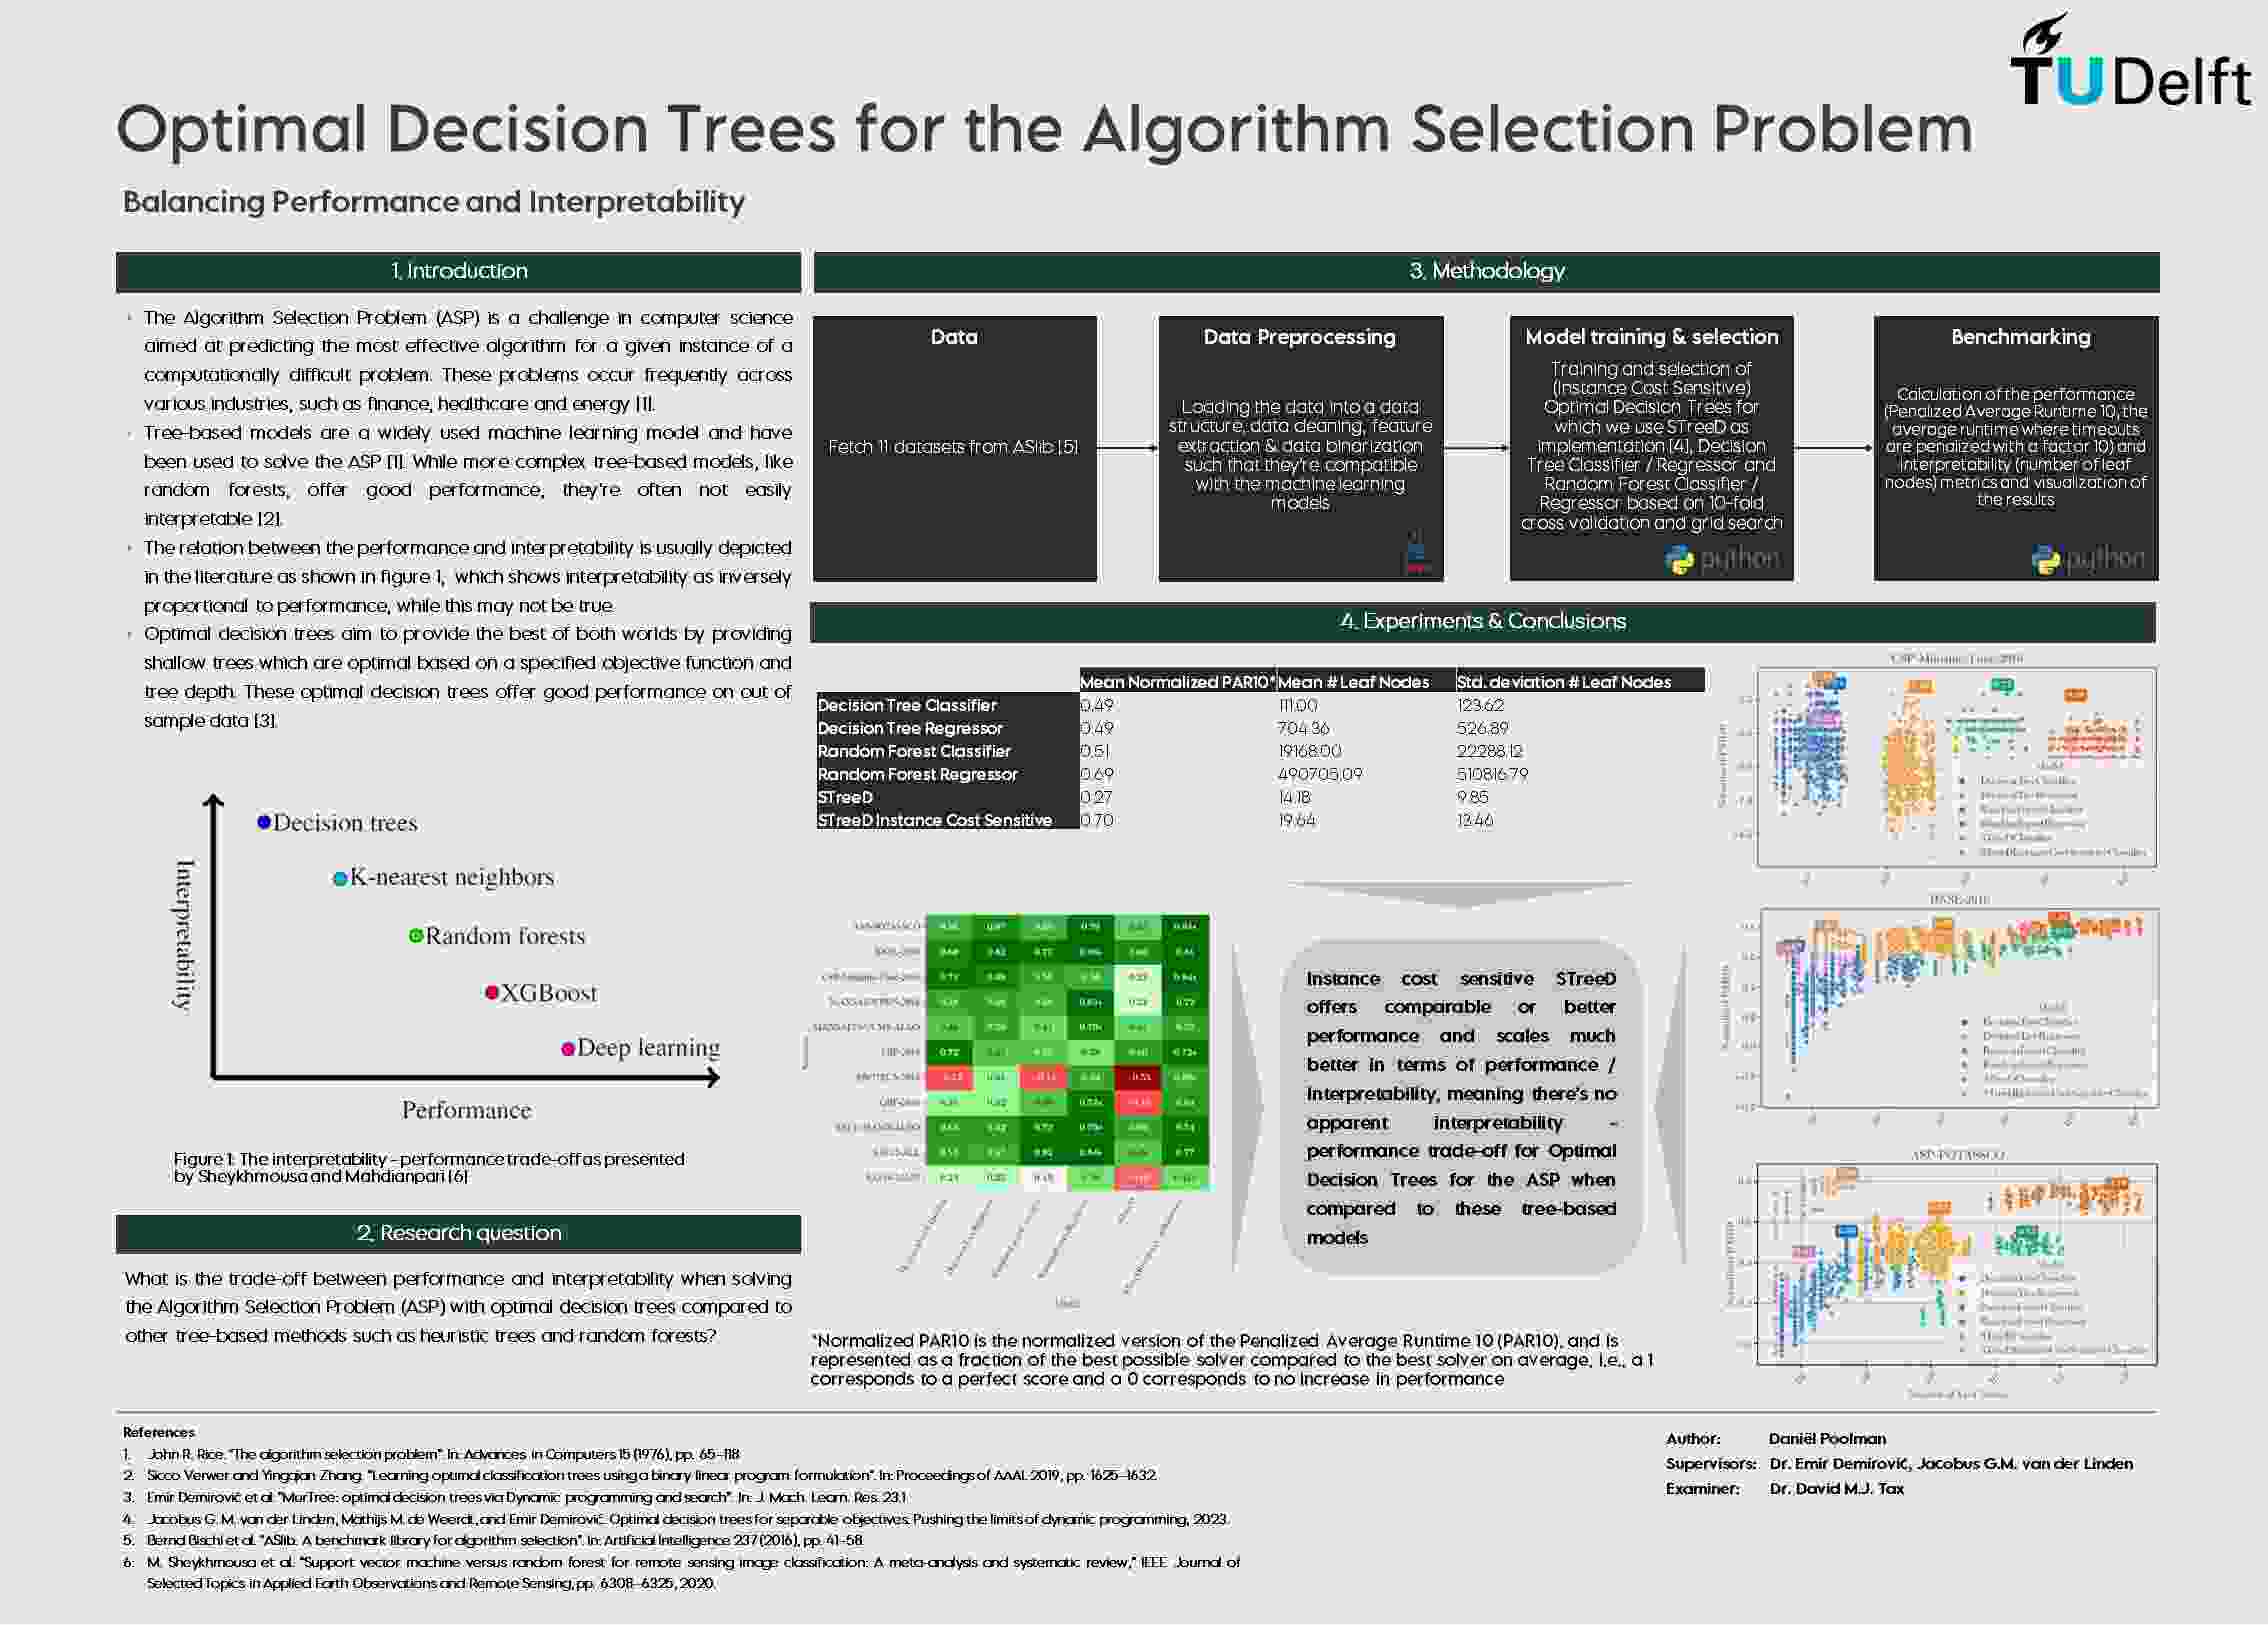 TU Delft
Optimal Decision Trees for the Algorithm Selection Problem
Balancing Performance and Interpretability
1. Introduction
• The Algorithm Selection Problem (ASP) is a challenge in computer science
aimed at predicting the most effective algorithm for a given instance of a
computationally difficult problem. These problems occur frequently across
various industries, such as finance, healthcare and energy [1].
• Tree-based models are a widely used machine learning model and have
been used to solve the ASP [1]. While more complex tree-based models, like
random forests, offer good performance, they're often not easily
interpretable [2].
• The relation between the performance and interpretability is usually depicted
in the literature as shown in figure 1, which shows interpretability as inversely
proportional to performance, while this may not be true.
• Optimal decision trees aim to provide the best of both worlds by providing
shallow trees which are optimal based on a specified objective function and
tree depth. These optimal decision trees offer good performance on out of
sample data [3].
Interpretability
Decision trees
K-nearest neighbors
Random forests
XGBoost
Deep learning
Performance
Figure 1: The interpretability - performance trade-off as presented
by Sheykhmousa and Mahdianpari [6]
2. Research question
What is the trade-off between performance and interpretability when solving
the Algorithm Selection Problem (ASP) with optimal decision trees compared to
other tree-based methods such as heuristic trees and random forests?
3. Methodology
Data
Fetch 11 datasets from ASlib [5]
Data Preprocessing
Loading the data into a data
structure, data cleaning, feature
extraction & data binarization
such that they're compatible
with the machine learning
models
Model training & selection
Training and selection of
(Instance Cost Sensitive)
Optimal Decision Trees for
which we use STreeD as
implementation [4], Decision
Tree Classifier / Regressor and
Random Forest Classifier /
Regressor based on 10-fold
cross validation and grid search
python
Benchmarking
Calculation of the performance
(Penalized Average Runtime 10, the
average runtime where timeouts
are penalized with a factor 10) and
interpretability (number of leaf
nodes) metrics and visualization of
the results
python
4. Experiments & Conclusions
Mean Normalized PAR10* Mean # Leaf Nodes Std. deviation # Leaf Nodes
Decision Tree Classifier 0.49 111.00 123.62
Decision Tree Regressor 0.49 704.36 526.89
Random Forest Classifier 0.51 19168.00 22288.12
Random Forest Regressor 0.69 490705.09 510816.79
STreeD 0.27 14.18 9.85
STreeD Instance Cost Sensitive 0.70 19.64 13.46
Instance cost sensitive STreeD
offers comparable or better
performance and scales much
better in terms of performance /
Interpretability, meaning there's no
apparent interpretability -
performance trade-off for Optimal
Decision Trees for the ASP when
compared to these tree-based
models
ASP-POTASSCO
*Normalized PAR10 is the normalized version of the Penalized Average Runtime 10 (PAR10), and is
represented as a fraction of the best possible solver compared to the best solver on average, i.e., a 1
corresponds to a perfect score and a 0 corresponds to no increase in performance
References
1. John R. Rice. "The algorithm selection problem". In: Advances in Computers 15 (1976), pp. 65-118
2. Sicco Verwer and Yingqian Zhang. "Learning optimal classification trees using a binary linear program formulation". In: Proceedings of AAAI, 2019, pp. 1625-1632.
3. Emir Demirović et al. "MurTree: optimal decision trees via Dynamic programming and search". In: J. Mach. Learn. Res. 23.1
4. Jacobus G. M. van der Linden, Mathijs M. de Weerdt, and Emir Demirović. Optimal decision trees for separable objectives: Pushing the limits of dynamic programming, 2023.
5. Bernd Bischl et al. "ASlib: A benchmark library for algorithm selection". In: Artificial Intelligence 237 (2016), pp. 41-58
6: M. Sheykhmousa et al. "Support vector machine versus random forest for remote sensing image classification: A meta-analysis and systematic review," IEEE Journal of
Selected Topics in Applied Earth Observations and Remote Sensing, pp. 6308-6325, 2020.
Author: Daniël Poolman
Supervisors: Dr. Emir Demirović, Jacobus G.M. van der Linden
Examiner: Dr. David M.J. Tax